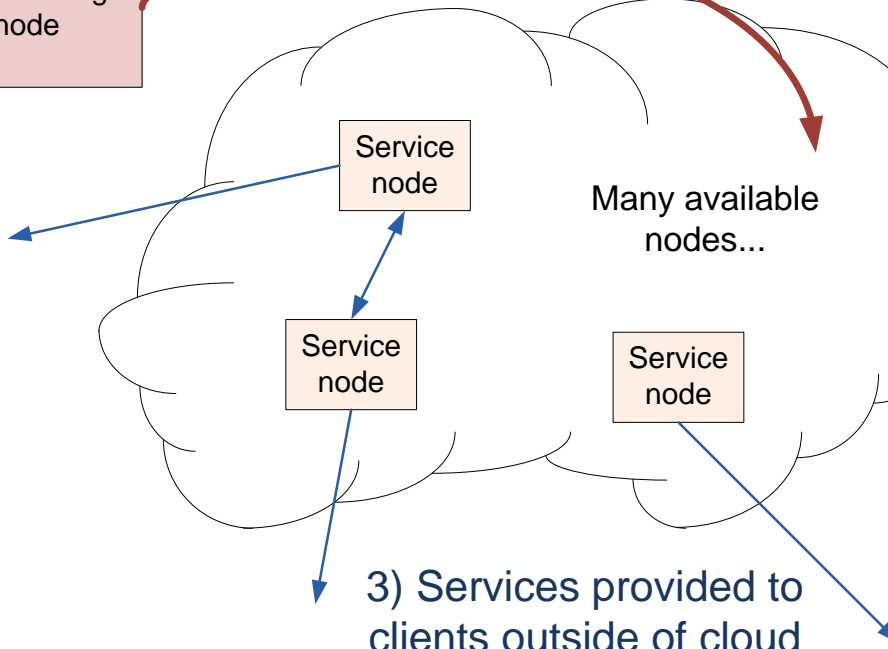 node
Service
node
Many available
nodes...
Service
node
Service
node
3) Services provided to
clients outside of cloud